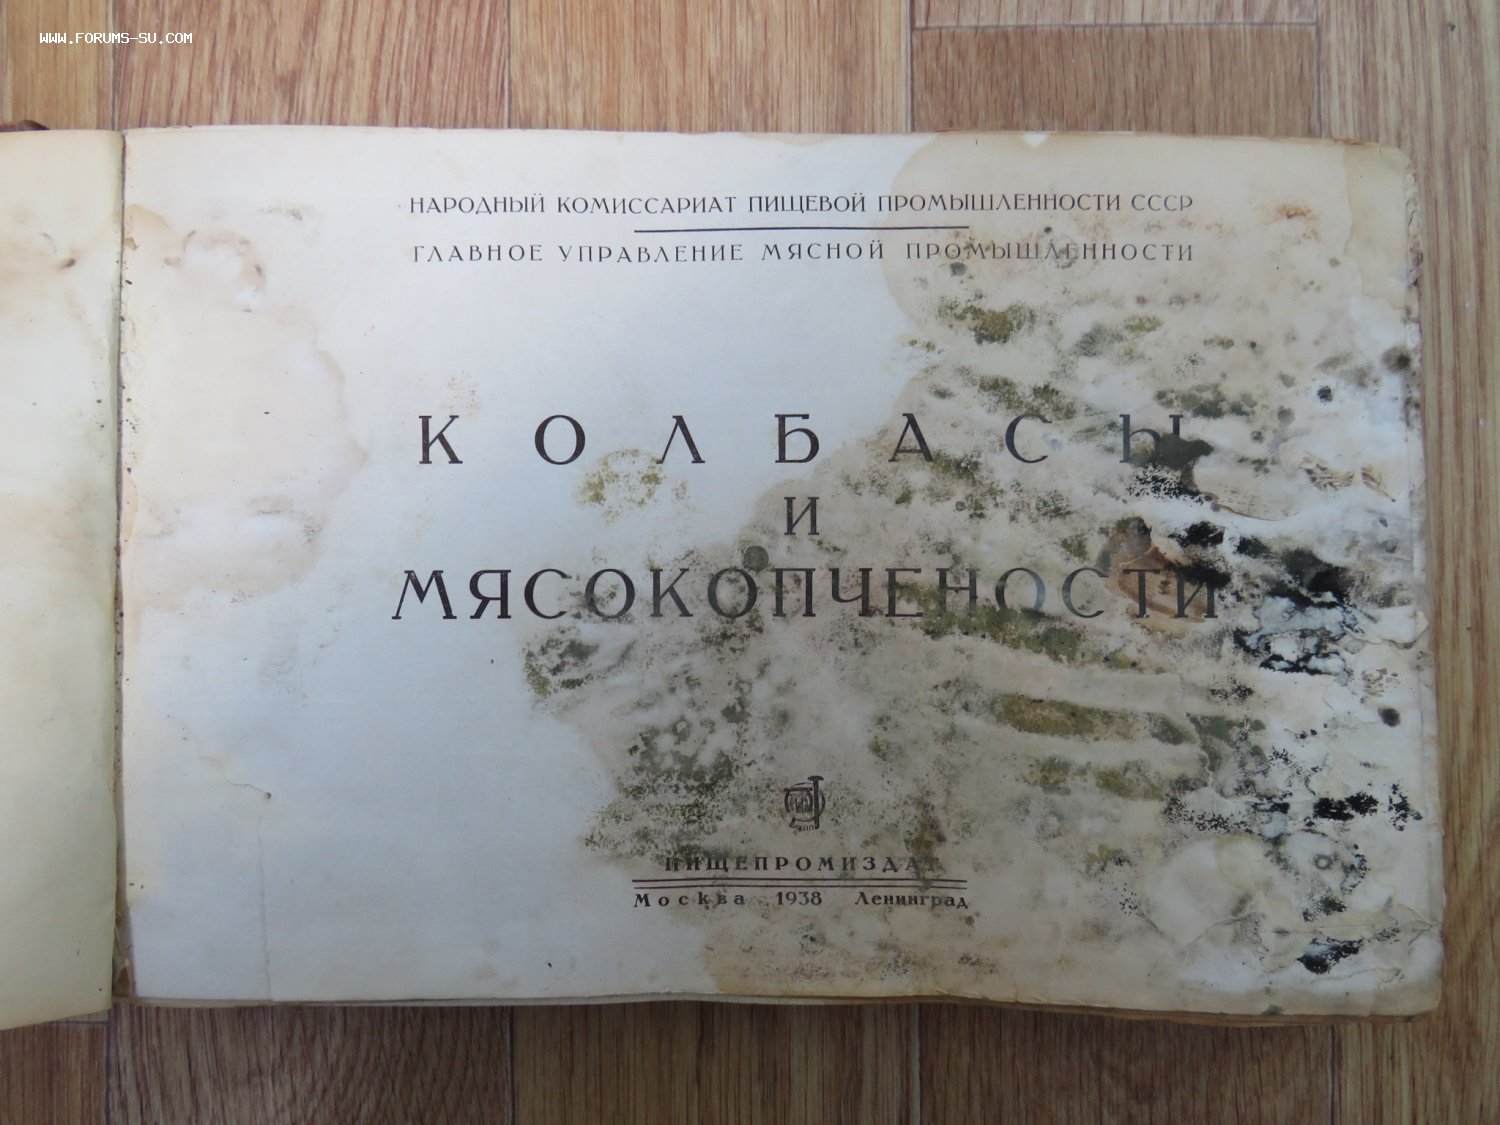 WWW.FORUMS-SU.COM
НАРОДНЫЙ КОМИССАРИАТ ПИЩЕВОЙ ПРОМЫШЛЕННОСТИ СССР
ГЛАВНОЕ УПРАВЛЕНИЕ МЯСНОЙ ПРОМЫШЛЕННОСТИ
КОЛБАСЫ
И
МЯСОКОПЧЕНОСТИ
ПИЩЕПРОМИЗДАТ
Москва 1938 Ленинград